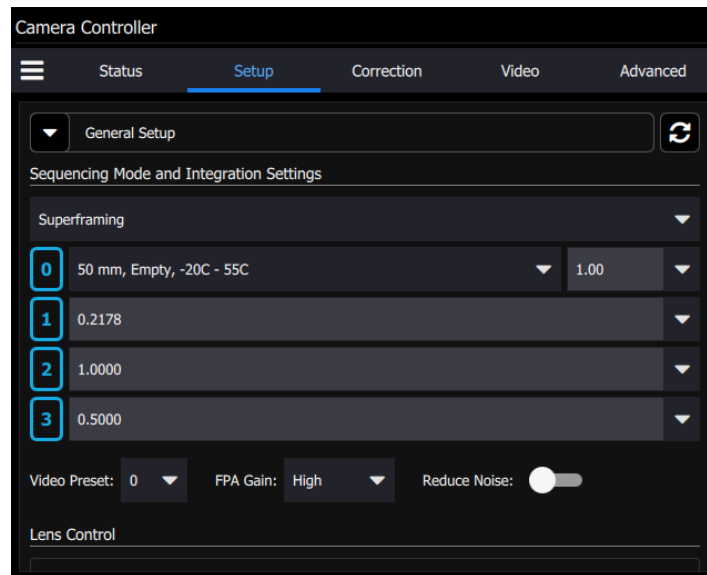 Camera Controller
Status Setup Correction Video Advanced
General Setup
Sequencing Mode and Integration Settings
Superframing
0 50 mm, Empty, -20C - 55C 1.00
1 0.2178
2 1.0000
3 0.5000
Video Preset: 0 FPA Gain: High Reduce Noise:
Lens Control